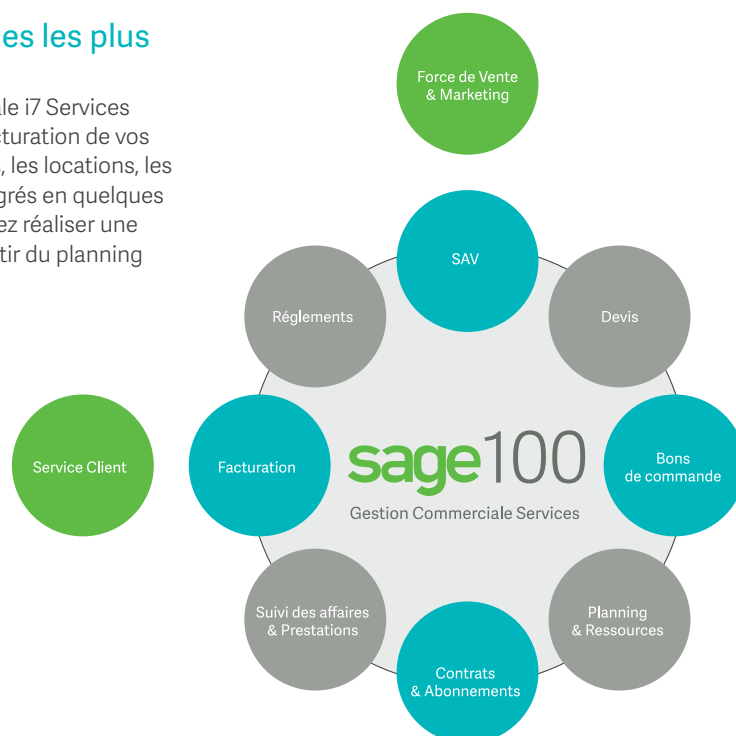 es les plus
ale i7 Services
cturation de vos
s, les locations, les
grés en quelques
ez réaliser une
tir du planning
Force de Vente
& Marketing
SAV
Réglements
Devis
Service Client
Facturation
sage100
Gestion Commerciale Services
Bons
de commande
Suivi des affaires
& Prestations
Planning
& Ressources
Contrats
& Abonnements